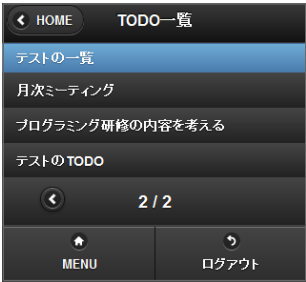 HOME TODO一覧
テストの一覧
月次ミーティング
プログラミング研修の内容を考える
テストのTODO
2 / 2
MENU ログアウト